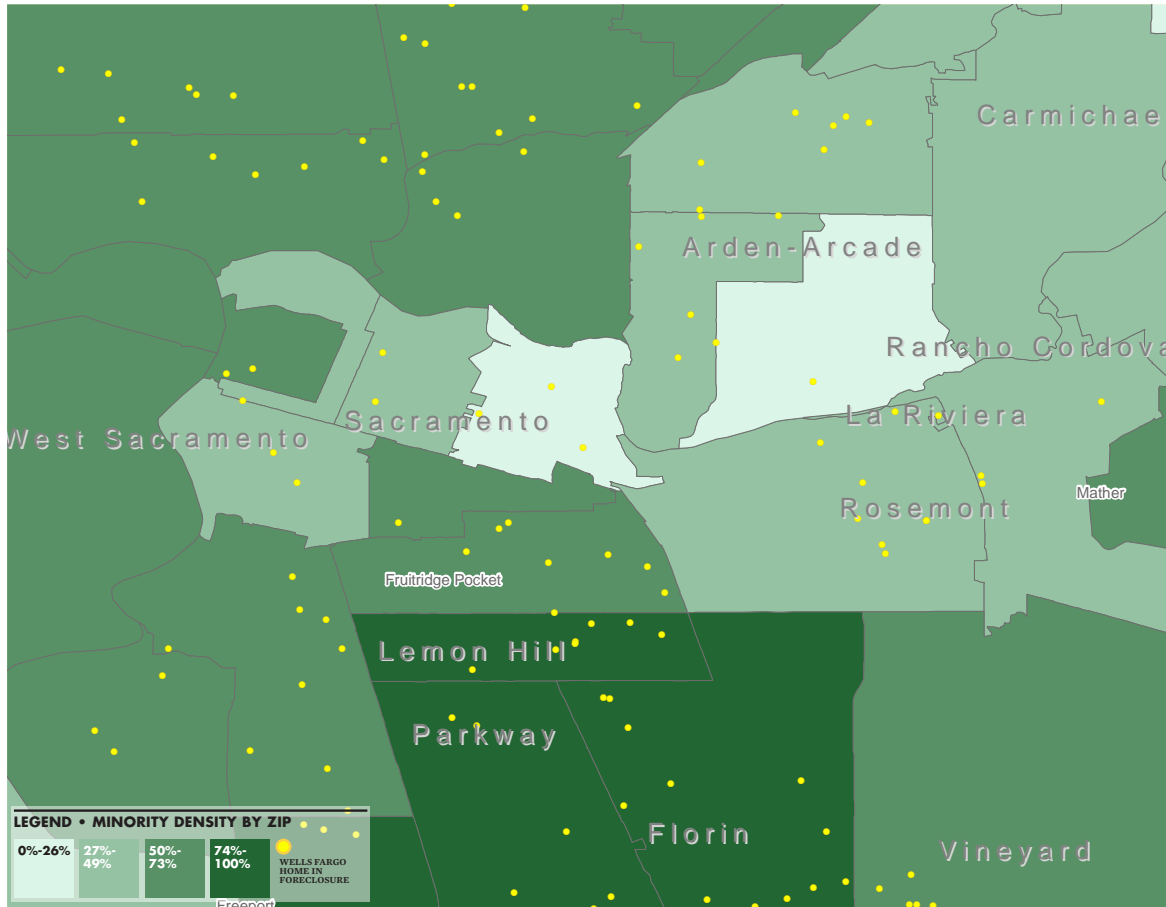 Carmichae
Arden-Arcade
Rancho Cordova
La Riviera
Sacramento
West Sacramento
Mather
Rosemont
Fruitridge Pocket
Lemon Hill
Parkway
Florin
Vineyard
LEGEND • MINORITY DENSITY BY ZIP
0%-26%
27%-
49%
50%-
73%
74%-
100%
WELLS FARGO
HOME IN
FORECLOSURE
Freeport